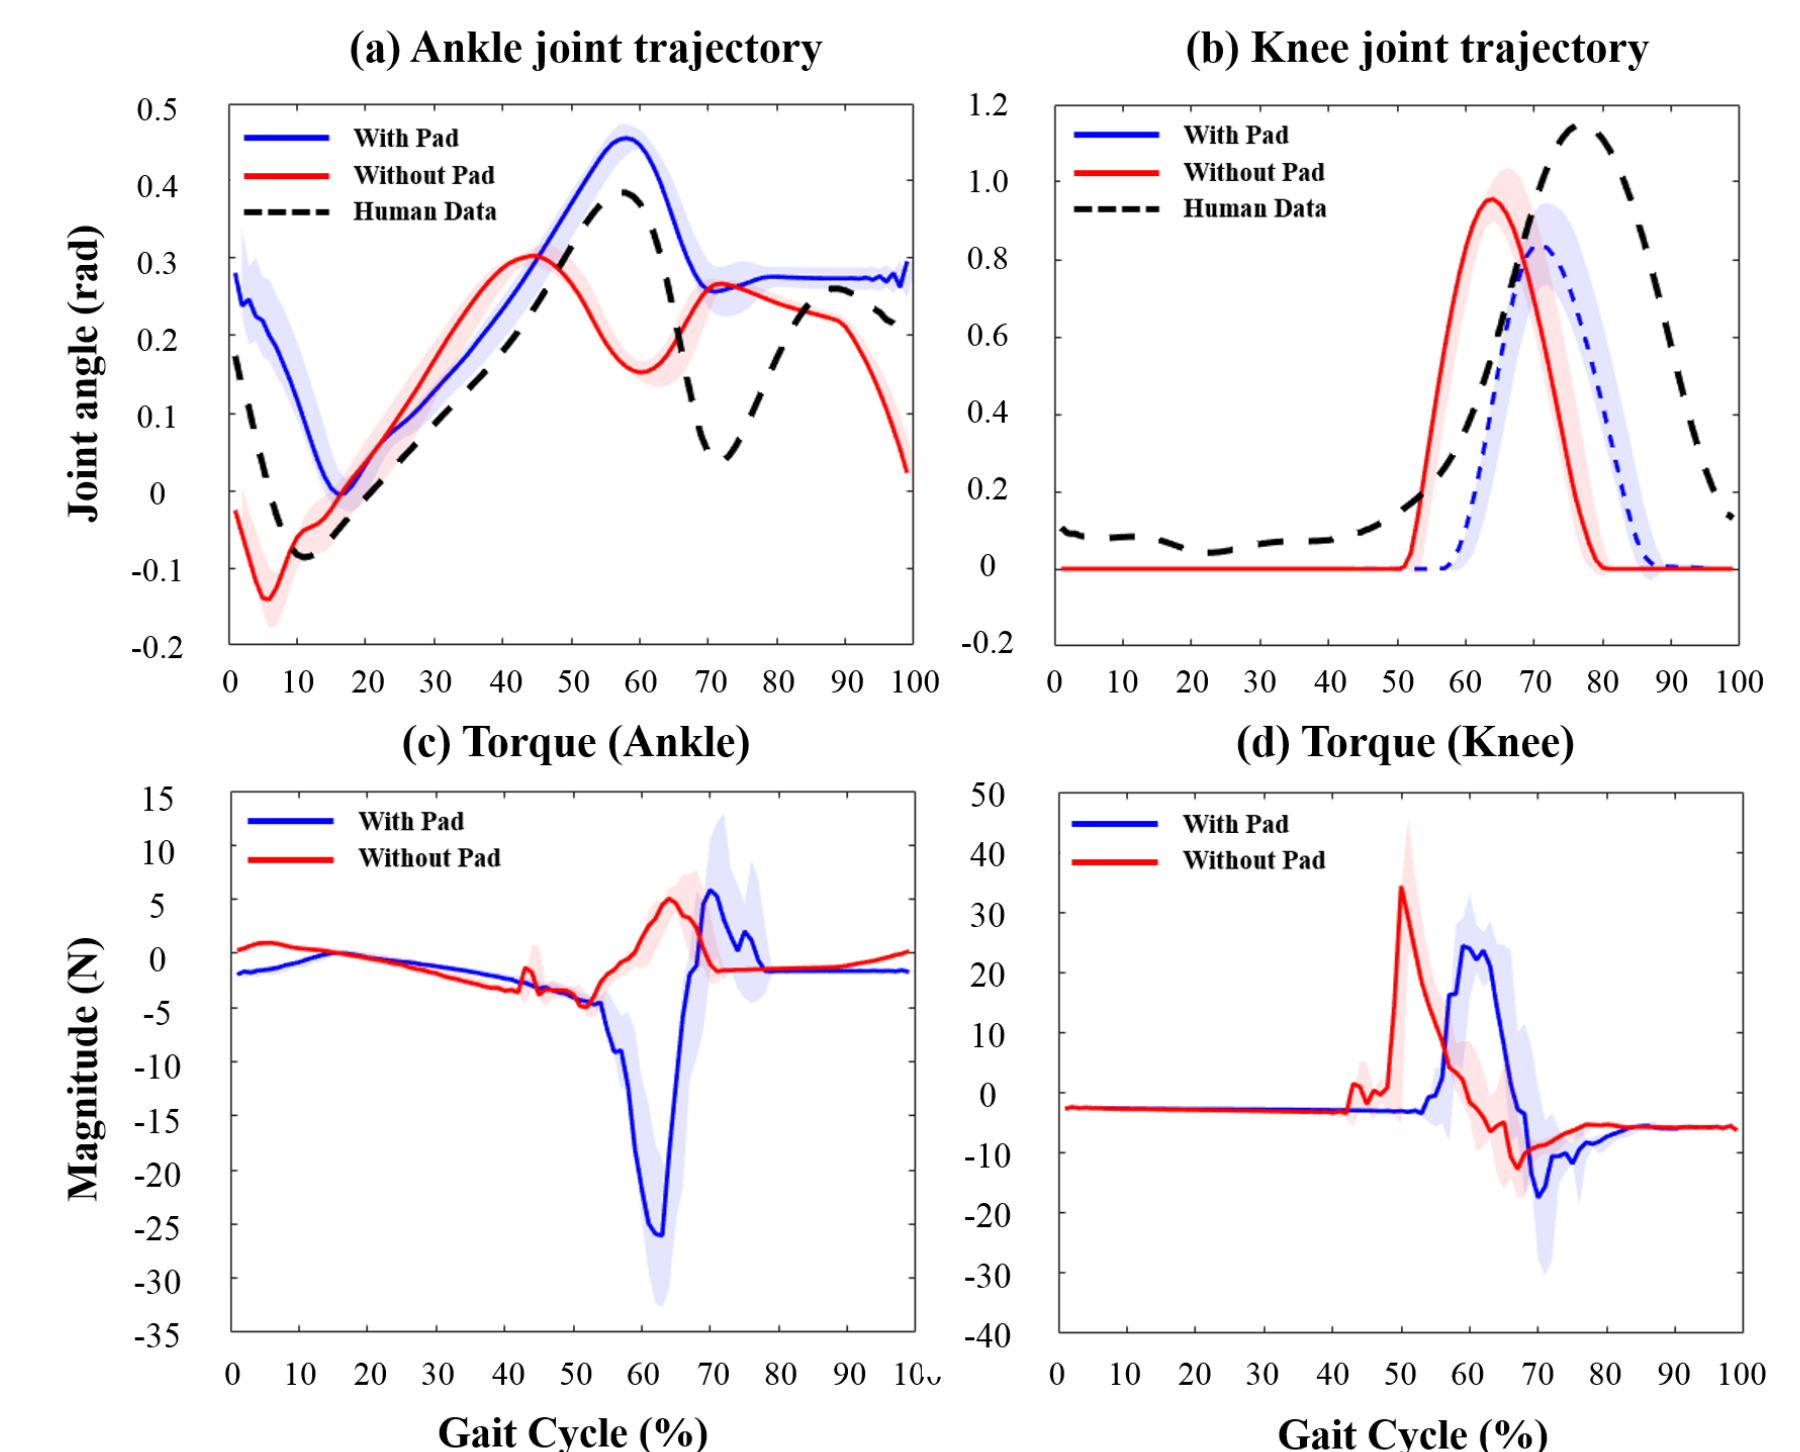 (a) Ankle joint trajectory
(b) Knee joint trajectory
0.5
0.4
0.3
0.2
0.1
0
-0.1
-0.2
Joint angle (rad)
With Pad
Without Pad
Human Data
0 10 20 30 40 50 60 70 80 90 100
1.2
1.0
0.8
0.6
0.4
0.2
0
-0.2
With Pad
Without Pad
Human Data
0 10 20 30 40 50 60 70 80 90 100
(c) Torque (Ankle)
(d) Torque (Knee)
15
10
5
0
-5
-10
-15
-20
-25
-30
-35
Magnitude (N)
With Pad
Without Pad
0 10 20 30 40 50 60 70 80 90 100
Gait Cycle (%)
50
40
30
20
10
0
-10
-20
-30
-40
With Pad
Without Pad
0 10 20 30 40 50 60 70 80 90 100
Gait Cycle (%)